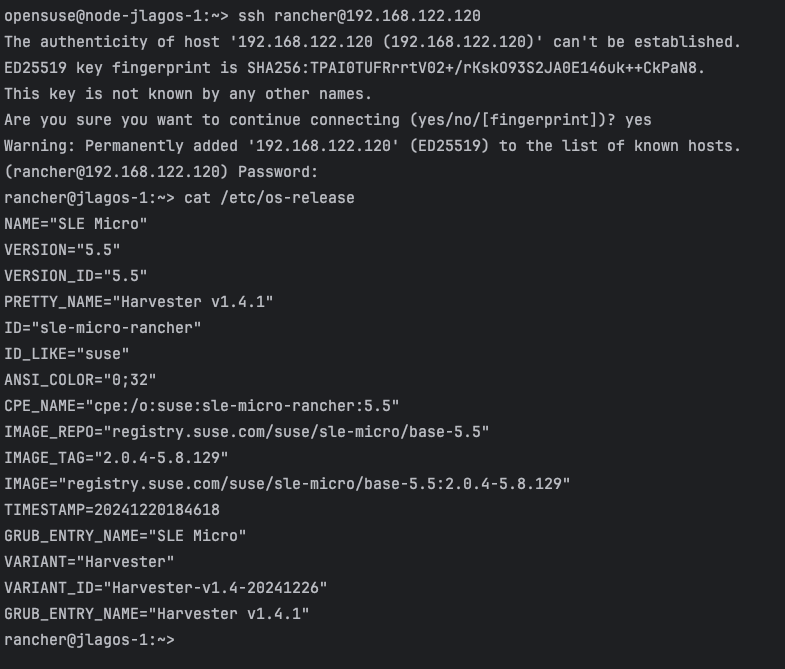 opensuse@node-jlagos-1:~> ssh rancher@192.168.122.120
The authenticity of host '192.168.122.120 (192.168.122.120)' can't be established.
ED25519 key fingerprint is SHA256:TPAI0TUFRrrtV02+/rKskO93S2JA0E146uk++CkPaN8.
This key is not known by any other names.
Are you sure you want to continue connecting (yes/no/[fingerprint])? yes
Warning: Permanently added '192.168.122.120' (ED25519) to the list of known hosts.
(rancher@192.168.122.120) Password:
rancher@jlagos-1:~> cat /etc/os-release
NAME="SLE Micro"
VERSION="5.5"
VERSION_ID="5.5"
PRETTY_NAME="Harvester v1.4.1"
ID="sle-micro-rancher"
ID_LIKE="suse"
ANSI_COLOR="0;32"
CPE_NAME="cpe:/o:suse:sle-micro-rancher:5.5"
IMAGE_REPO="registry.suse.com/suse/sle-micro/base-5.5"
IMAGE_TAG="2.0.4-5.8.129"
IMAGE="registry.suse.com/suse/sle-micro/base-5.5:2.0.4-5.8.129"
TIMESTAMP=20241220184618
GRUB_ENTRY_NAME="SLE Micro"
VARIANT="Harvester"
VARIANT_ID="Harvester-v1.4-20241226"
GRUB_ENTRY_NAME="Harvester v1.4.1"
rancher@jlagos-1:~>